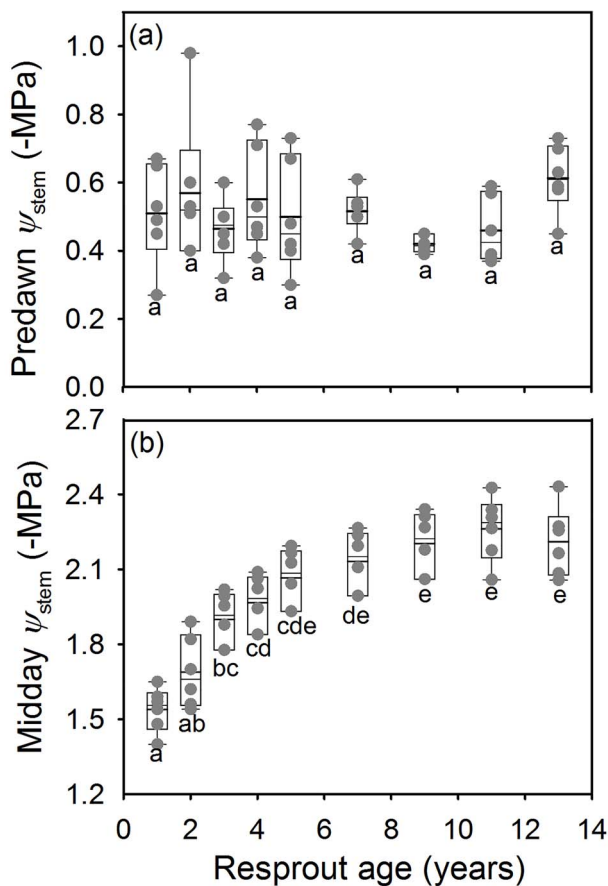 (a)
1.0
0.8
0.6
0.4
0.2
0.0
Predawn ψstem (-MPa)
a a a a a a a a a
(b)
2.7
2.4
2.1
1.8
1.5
1.2
Midday ψstem (-MPa)
a ab bc cd cde de e e e
0 2 4 6 8 10 12 14
Resprout age (years)